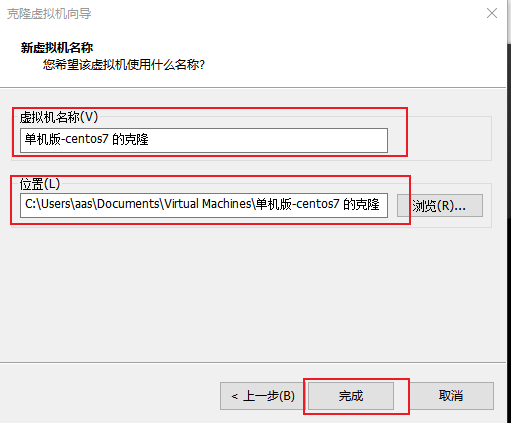 克隆虚拟机向导
新虚拟机名称
您希望该虚拟机使用什么名称?
虚拟机名称(V)
单机版-centos7 的克隆
位置(L)
C:\Users\aas\Documents\Virtual Machines\单机版-centos7 的克隆
浏览(R)...
< 上一步(B)
完成
取消